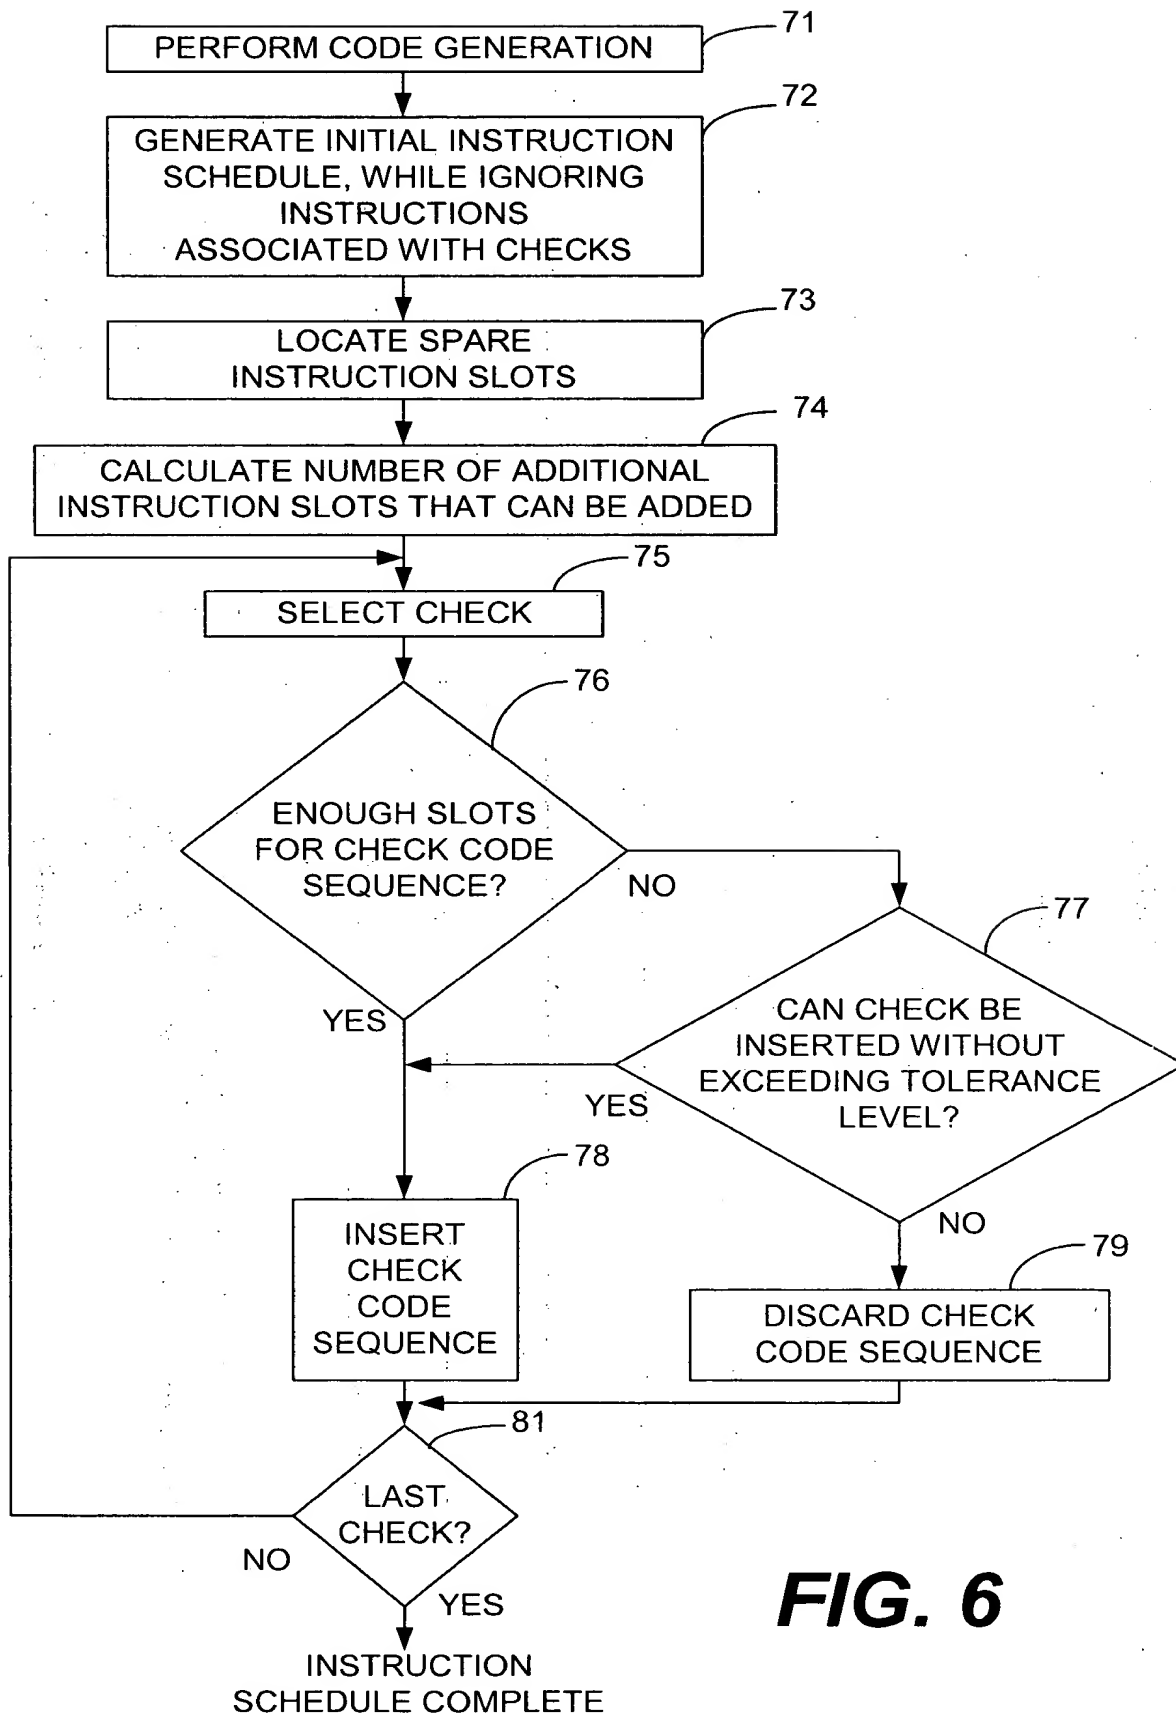 71
PERFORM CODE GENERATION
72
GENERATE INITIAL INSTRUCTION
SCHEDULE, WHILE IGNORING
INSTRUCTIONS
ASSOCIATED WITH CHECKS
73
LOCATE SPARE
INSTRUCTION SLOTS
74
CALCULATE NUMBER OF ADDITIONAL
INSTRUCTION SLOTS THAT CAN BE ADDED
75
SELECT CHECK
76
ENOUGH SLOTS
FOR CHECK CODE
SEQUENCE?
NO
YES
77
CAN CHECK BE
INSERTED WITHOUT
EXCEEDING TOLERANCE
LEVEL?
YES
NO
78
INSERT
CHECK
CODE
SEQUENCE
79
DISCARD CHECK
CODE SEQUENCE
81
LAST
CHECK?
NO
YES
INSTRUCTION
SCHEDULE COMPLETE
FIG. 6